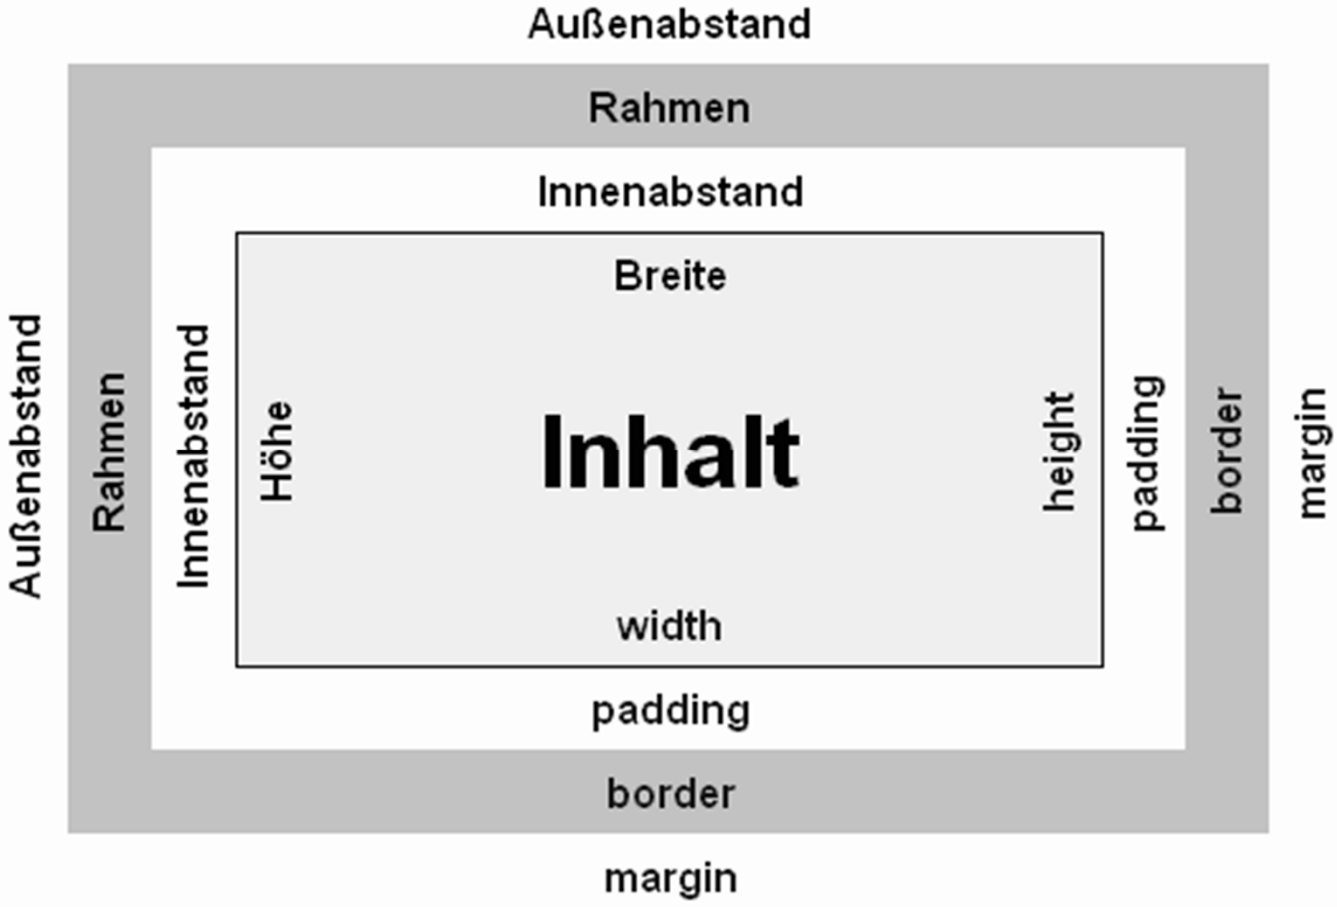 Außenabstand
Rahmen
Innenabstand
Breite
Außenabstand
Rahmen
Innenabstand
Höhe
Inhalt
height
padding
border
margin
width
padding
border
margin